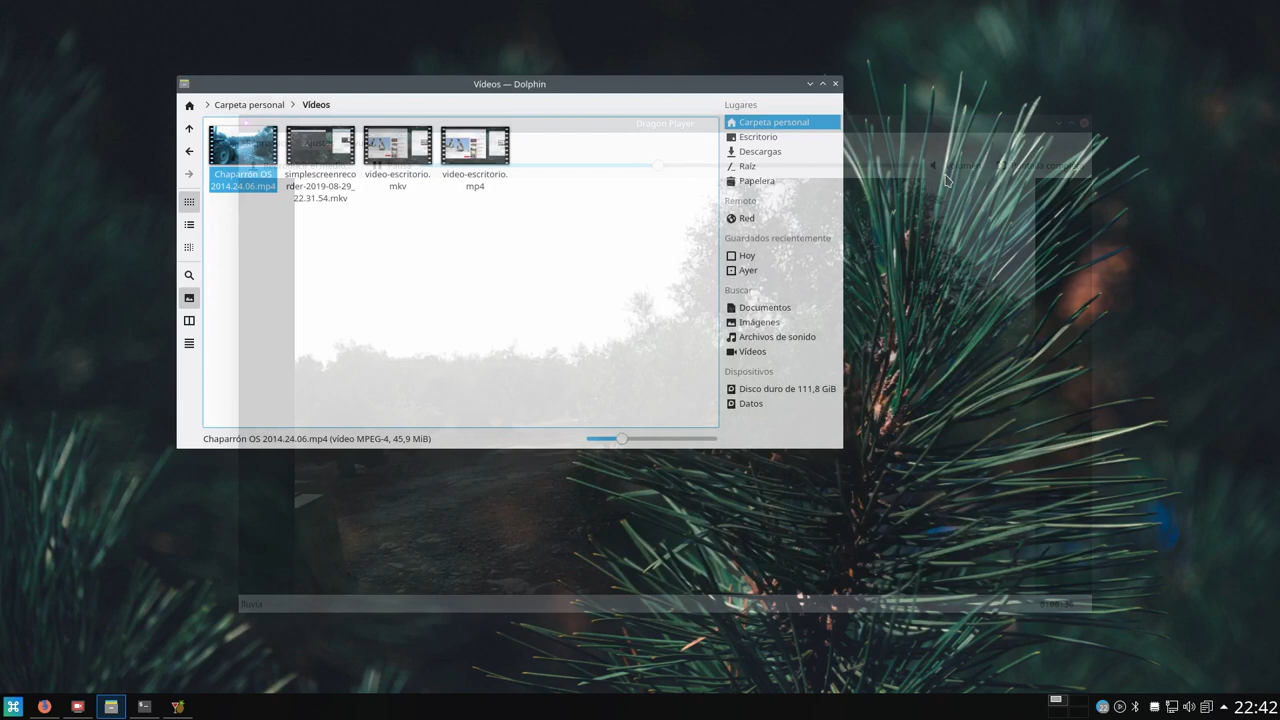 Vídeos — Dolphin
Carpeta personal
Vídeos
Dragon Player
Chaparrón OS
2014.24.06.mp4
simplescreenreco
rder-2019-08-29_
22.31.54.mkv
video-escritorio.
mkv
video-escritorio.
mp4
Lugares
Carpeta personal
Escritorio
Descargas
Raíz
Papelera
Remoto
Red
Guardados recientemente
Hoy
Ayer
Buscar
Documentos
Imágenes
Archivos de sonido
Vídeos
Dispositivos
Disco duro de 111,8 GiB
Datos
Chaparrón OS 2014.24.06.mp4 (vídeo MPEG-4, 45,9 MiB)
lluvia
22
22:42